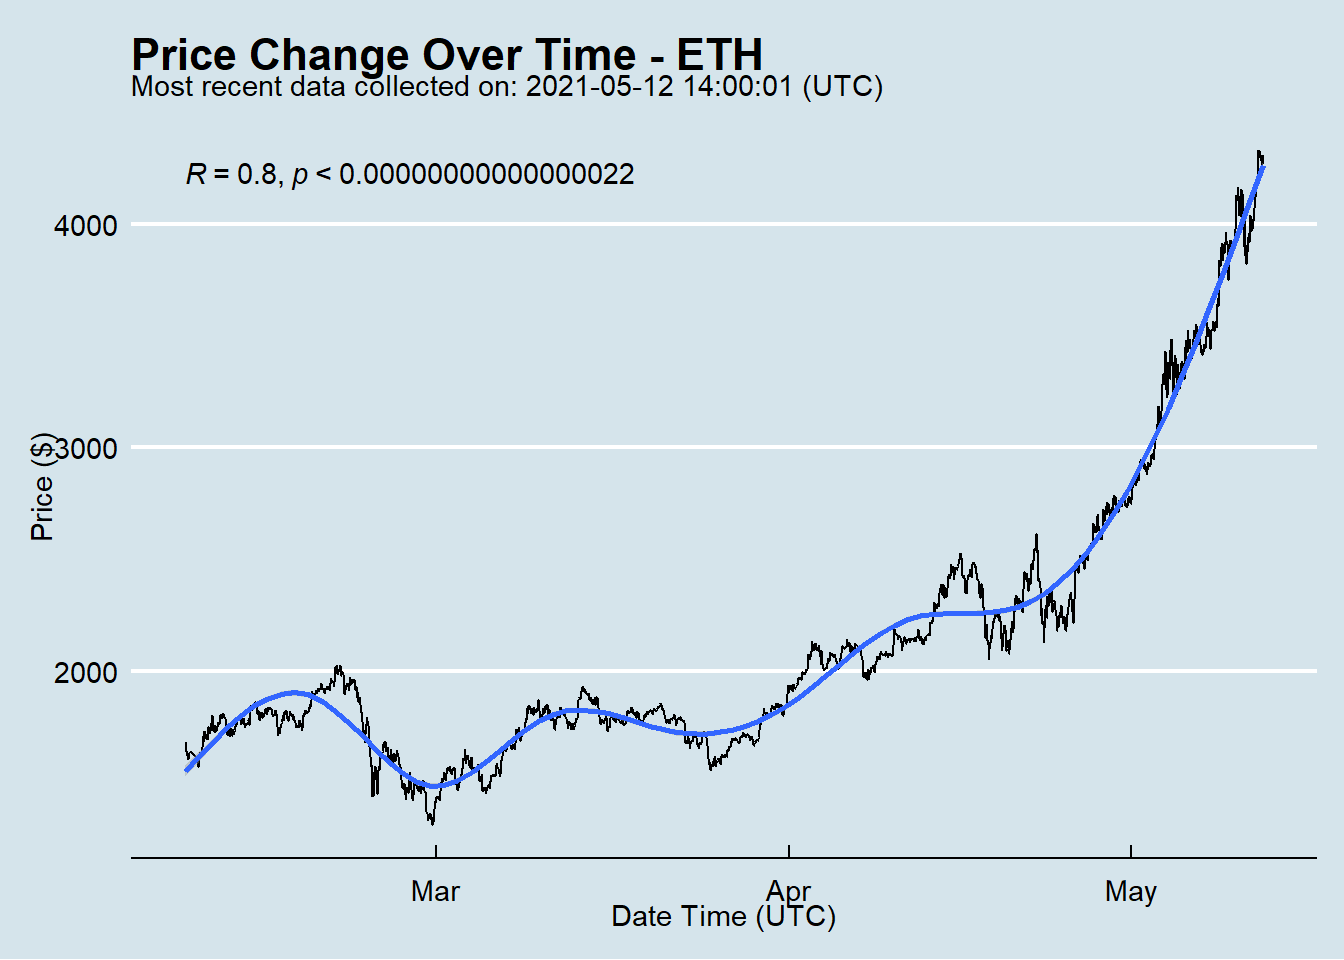 Price Change Over Time - ETH
Most recent data collected on: 2021-05-12 14:00:01 (UTC)
R = 0.8, p < 0.00000000000000022
4000
3000
2000
Price ($)
Mar
Apr
May
Date Time (UTC)